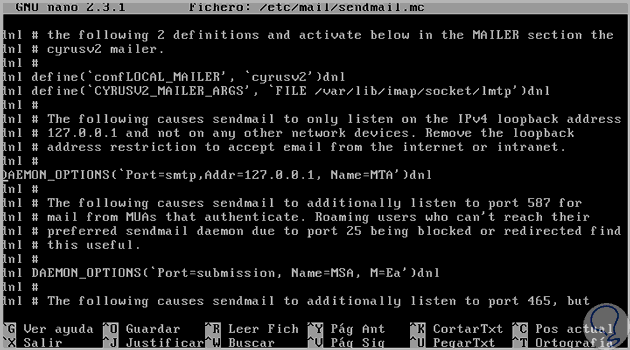 GNU nano 2.3.1 Fichero: /etc/mail/sendmail.mc
dnl # the following 2 definitions and activate below in the MAILER section the
dnl # cyrusv2 mailer.
dnl #
dnl define(`confLOCAL_MAILER', `cyrusv2')dnl
dnl define(`CYRUSV2_MAILER_ARGS', `FILE /var/lib/imap/socket/lmtp')dnl
dnl #
dnl # The following causes sendmail to only listen on the IPv4 loopback address
dnl # 127.0.0.1 and not on any other network devices. Remove the loopback
dnl # address restriction to accept email from the internet or intranet.
dnl #
DAEMON_OPTIONS(`Port=smtp,Addr=127.0.0.1, Name=MTA')dnl
dnl #
dnl # The following causes sendmail to additionally listen to port 587 for
dnl # mail from MUAs that authenticate. Roaming users who can't reach their
dnl # preferred sendmail daemon due to port 25 being blocked or redirected find
dnl # this useful.
dnl #
dnl DAEMON_OPTIONS(`Port=submission, Name=MSA, M=Ea')dnl
dnl #
dnl # The following causes sendmail to additionally listen to port 465, but
^G Ver ayuda ^O Guardar ^R Leer Fich ^Y Pág Ant ^K CortarTxt ^C Pos actual
^X Salir ^J Justificar ^W Buscar ^V Pág Sig ^U PegarTxt ^T Ortografía